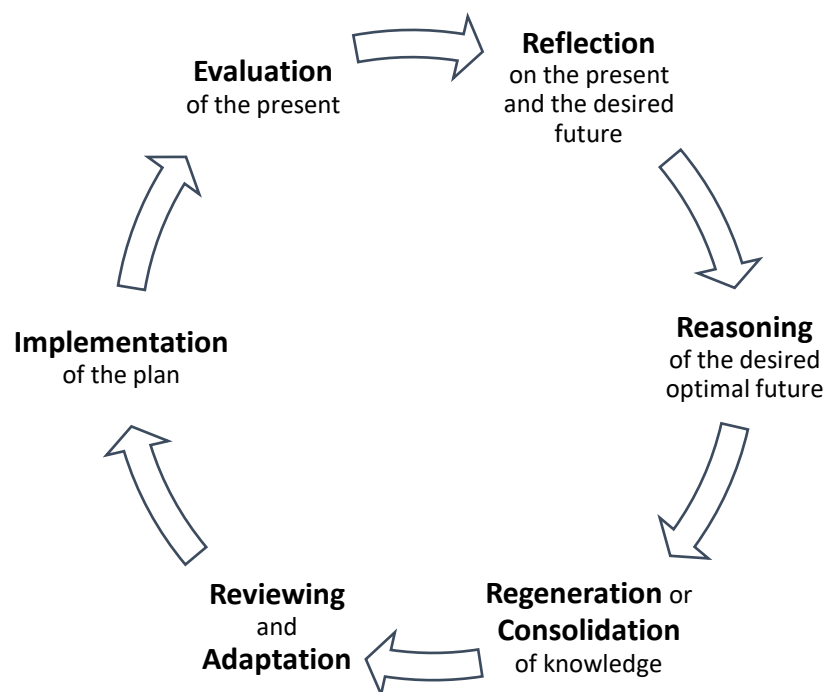 Evaluation
of the present
Reflection
on the present
and the desired
future
Reasoning
of the desired
optimal future
Regeneration or
Consolidation
of knowledge
Reviewing
and
Adaptation
Implementation
of the plan